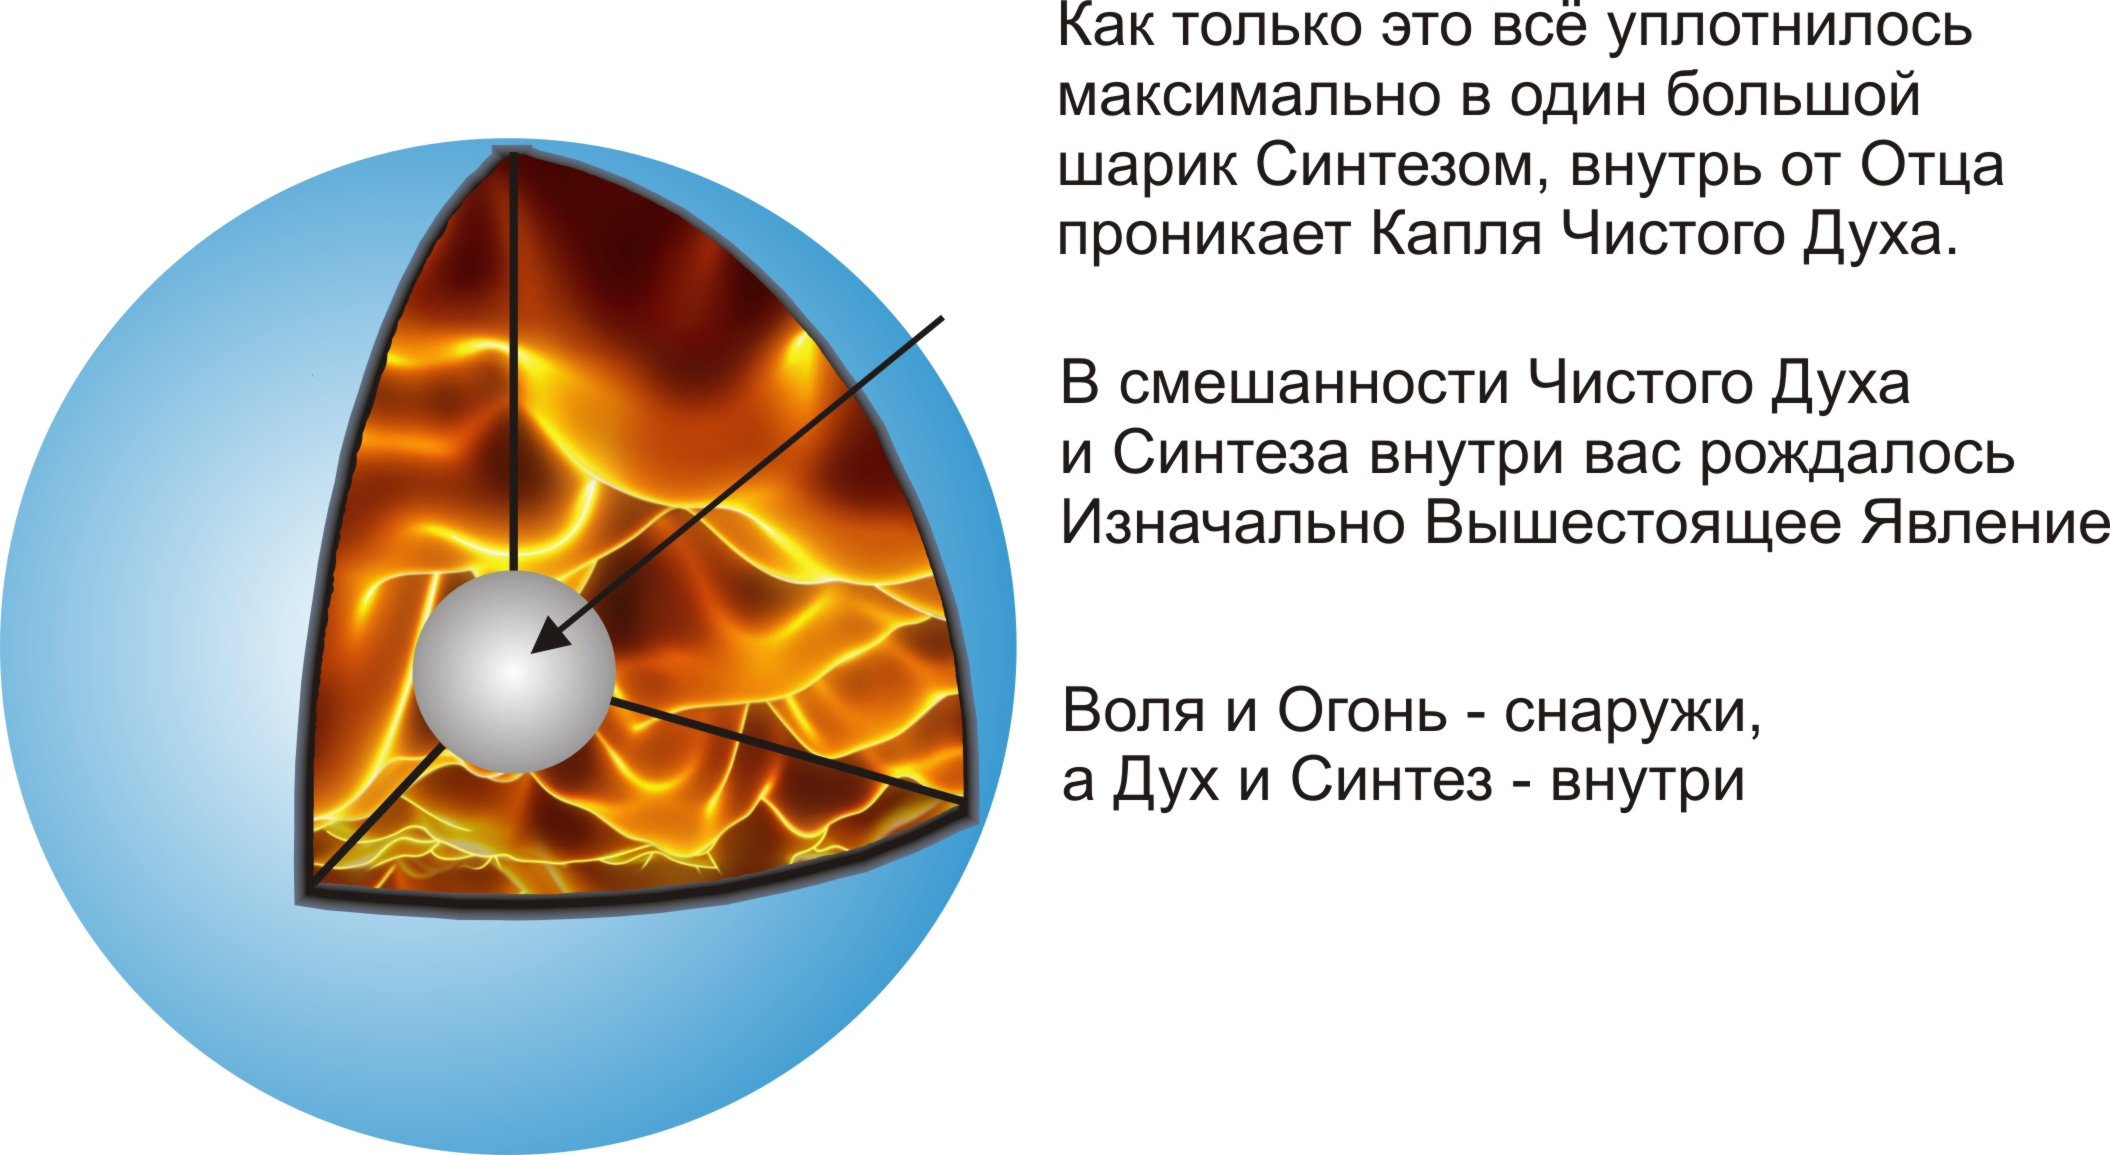 Как только это всё уплотнилось
максимально в один большой
шарик Синтезом, внутрь от Отца
проникает Капля Чистого Духа.
В смешанности Чистого Духа
и Синтеза внутри вас рождалось
Изначально Вышестоящее Явление
Воля и Огонь - снаружи,
а Дух и Синтез - внутри